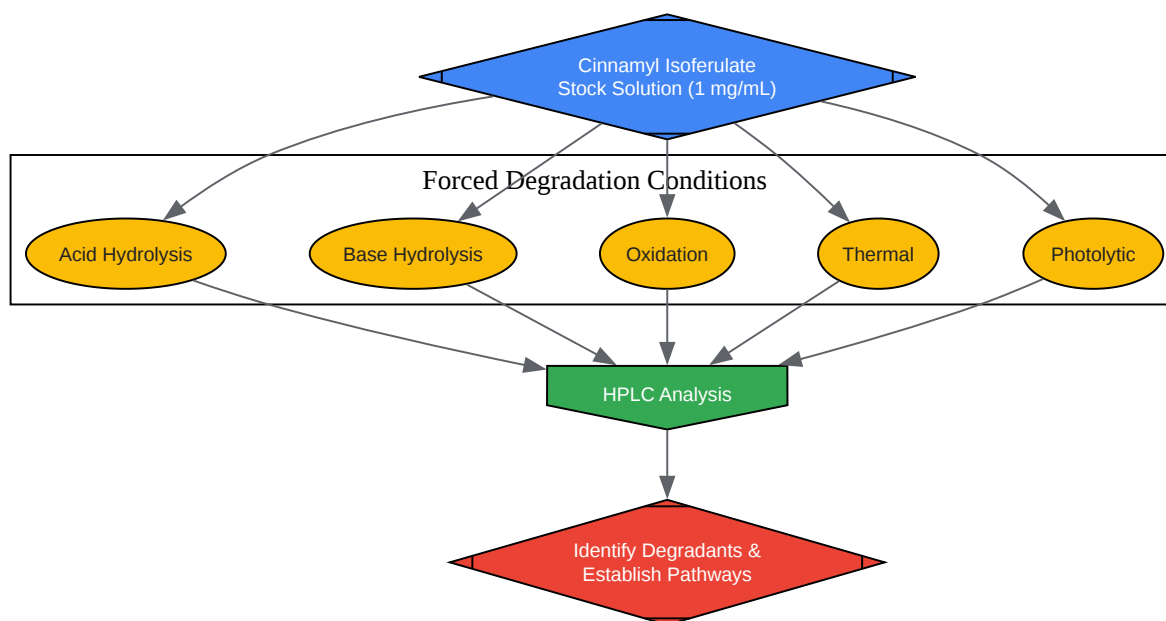 Cinnamyl Isoferulate
Stock Solution (1 mg/mL)
Forced Degradation Conditions
Acid Hydrolysis
Base Hydrolysis
Oxidation
Thermal
Photolytic
HPLC Analysis
Identify Degradants &
Establish Pathways